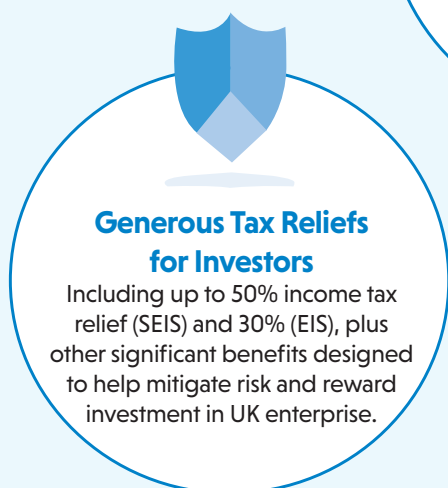 Generous Tax Reliefs
for Investors
Including up to 50% income tax
relief (SEIS) and 30% (EIS), plus
other significant benefits designed
to help mitigate risk and reward
investment in UK enterprise.